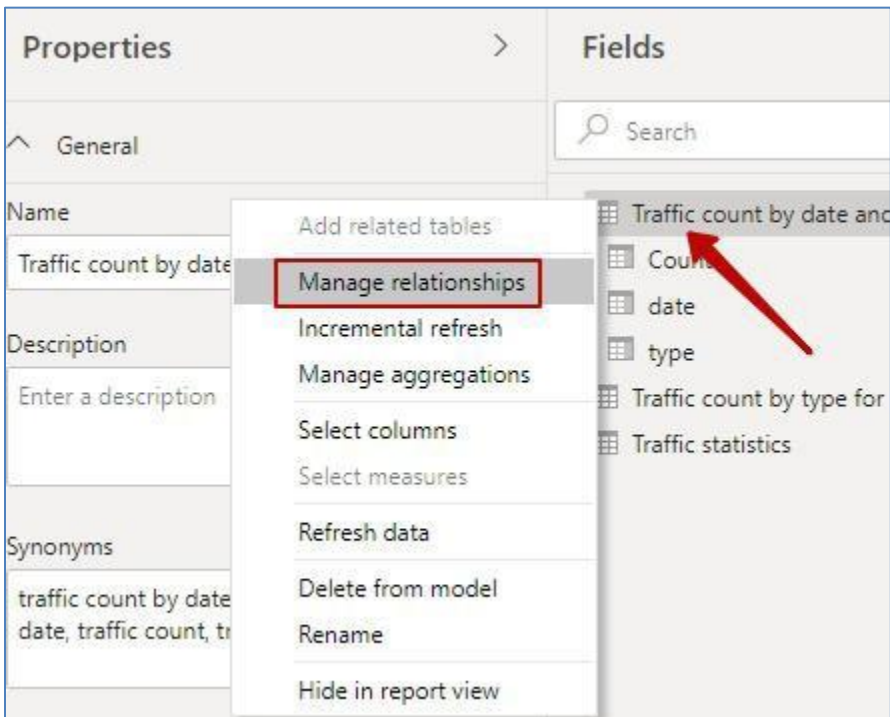 Properties
General
Name
Traffic count by date
Description
Enter a description
Synonyms
traffic count by date
date, traffic count,
Add related tables
Manage relationships
Incremental refresh
Manage aggregations
Select columns
Select measures
Refresh data
Delete from model
Rename
Hide in report view
Fields
Search
Traffic count by date and
date
type
Traffic count by type for
Traffic statistics